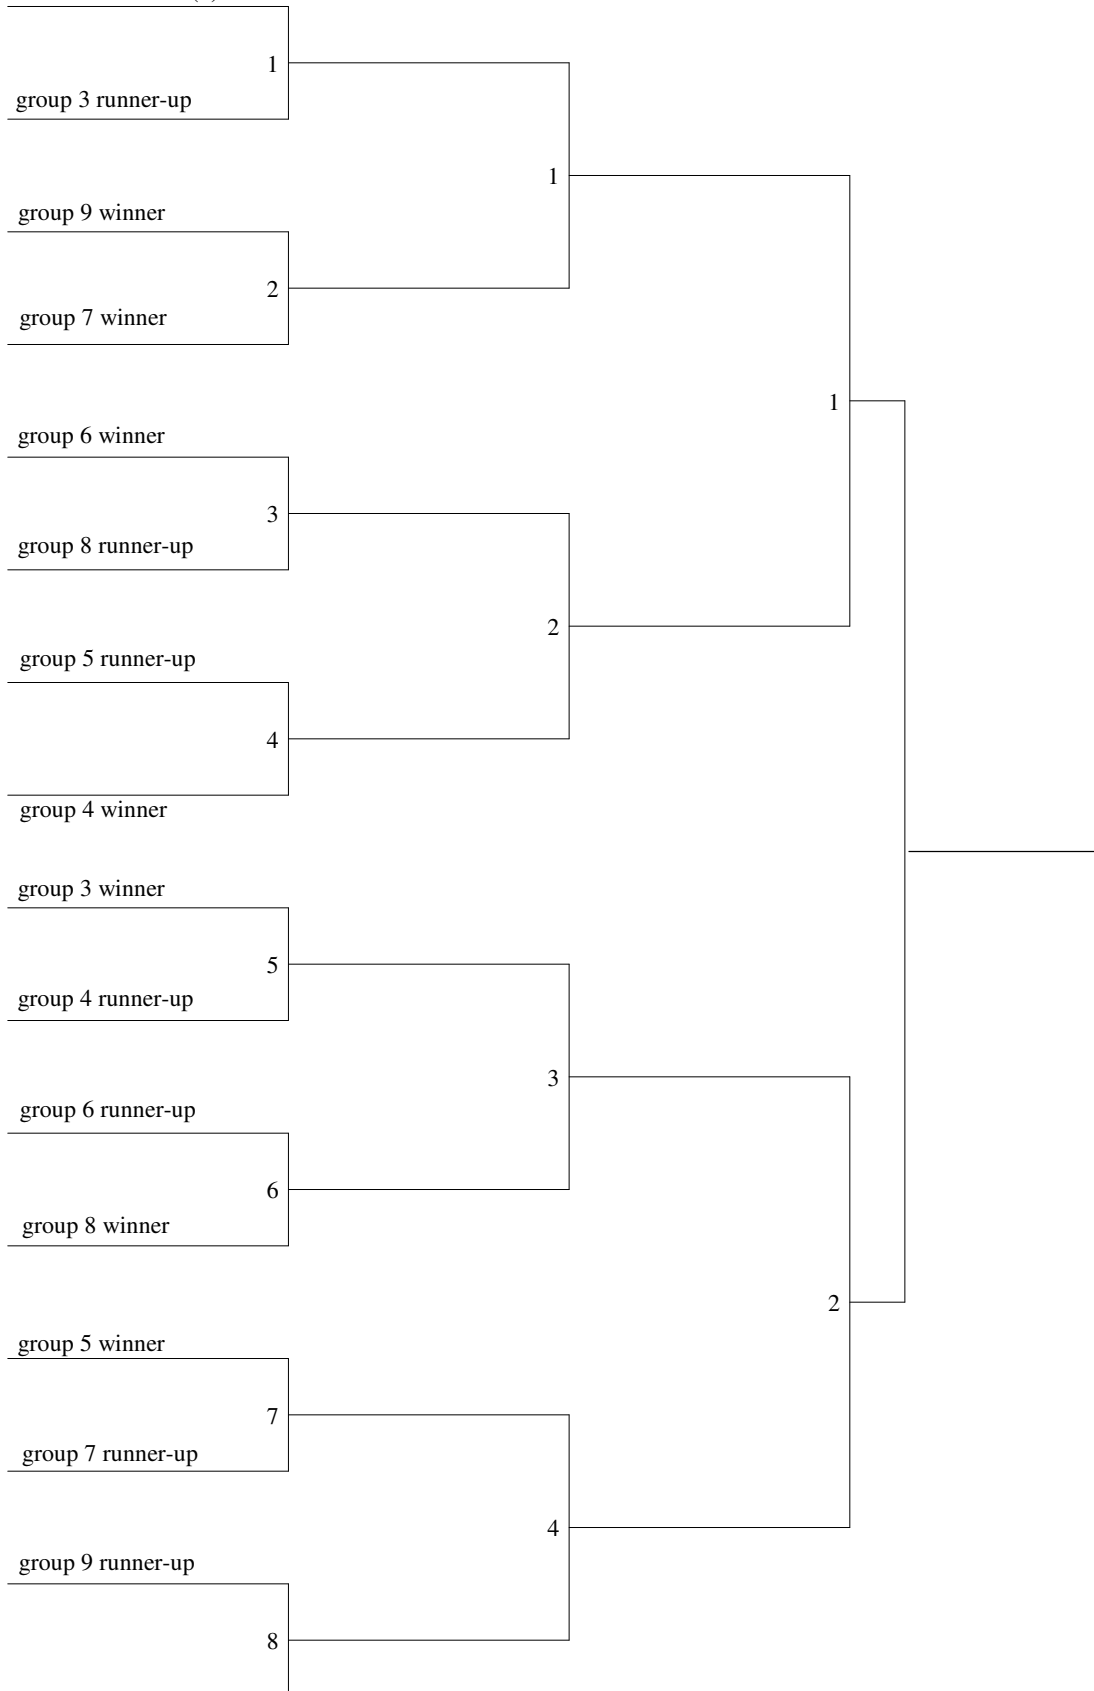 1
group 3 runner-up
1
group 9 winner
2
group 7 winner
1
group 6 winner
3
group 8 runner-up
2
group 5 runner-up
4
group 4 winner
group 3 winner
5
group 4 runner-up
3
group 6 runner-up
6
group 8 winner
2
group 5 winner
7
group 7 runner-up
4
group 9 runner-up
8